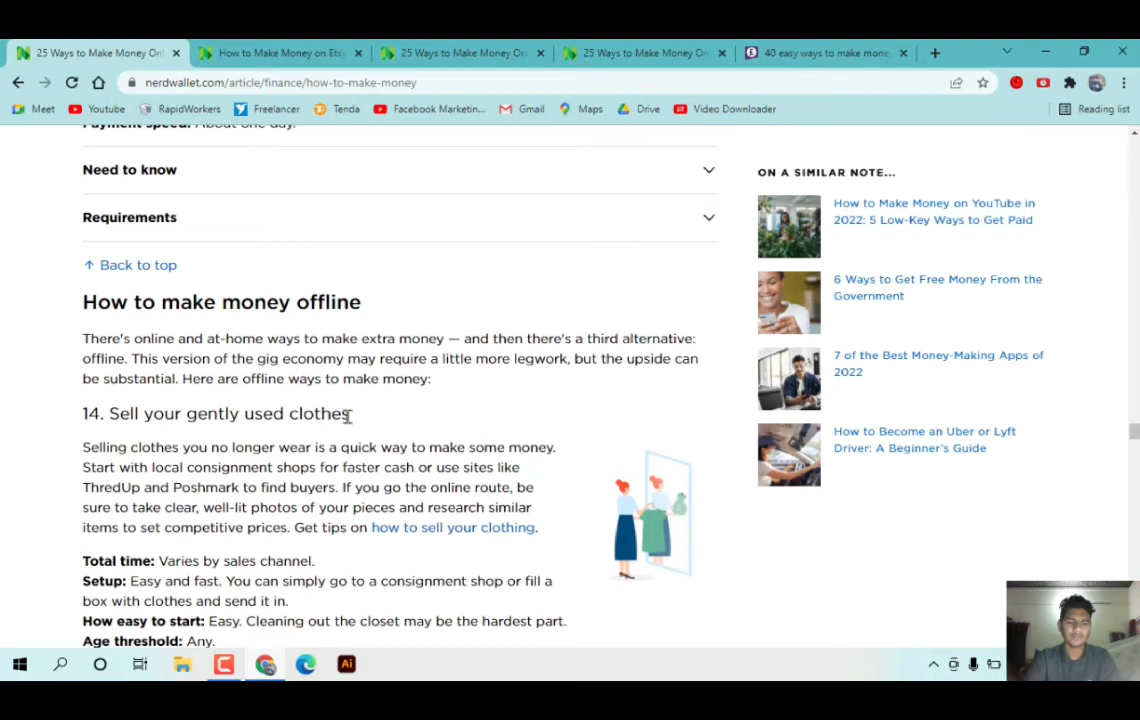 25 Ways to Make Money Onl
How to Make Money on Etsy
25 Ways to Make Money Onl
25 Ways to Make Money Onl
40 easy ways to make money
nerdwallet.com/article/finance/how-to-make-money
Meet
Youtube
RapidWorkers
Freelancer
Tenda
Facebook Marketin...
Gmail
Maps
Drive
Video Downloader
Reading list
Payment speed: About one day.
Need to know
Requirements
↑ Back to top
How to make money offline
There's online and at-home ways to make extra money — and then there's a third alternative:
offline. This version of the gig economy may require a little more legwork, but the upside can
be substantial. Here are offline ways to make money:
14. Sell your gently used clothes
Selling clothes you no longer wear is a quick way to make some money.
Start with local consignment shops for faster cash or use sites like
ThredUp and Poshmark to find buyers. If you go the online route, be
sure to take clear, well-lit photos of your pieces and research similar
items to set competitive prices. Get tips on how to sell your clothing.
Total time: Varies by sales channel.
Setup: Easy and fast. You can simply go to a consignment shop or fill a
box with clothes and send it in.
How easy to start: Easy. Cleaning out the closet may be the hardest part.
Age threshold: Any.
ON A SIMILAR NOTE...
How to Make Money on YouTube in
2022: 5 Low-Key Ways to Get Paid
6 Ways to Get Free Money From the
Government
7 of the Best Money-Making Apps of
2022
How to Become an Uber or Lyft
Driver: A Beginner's Guide
Ai